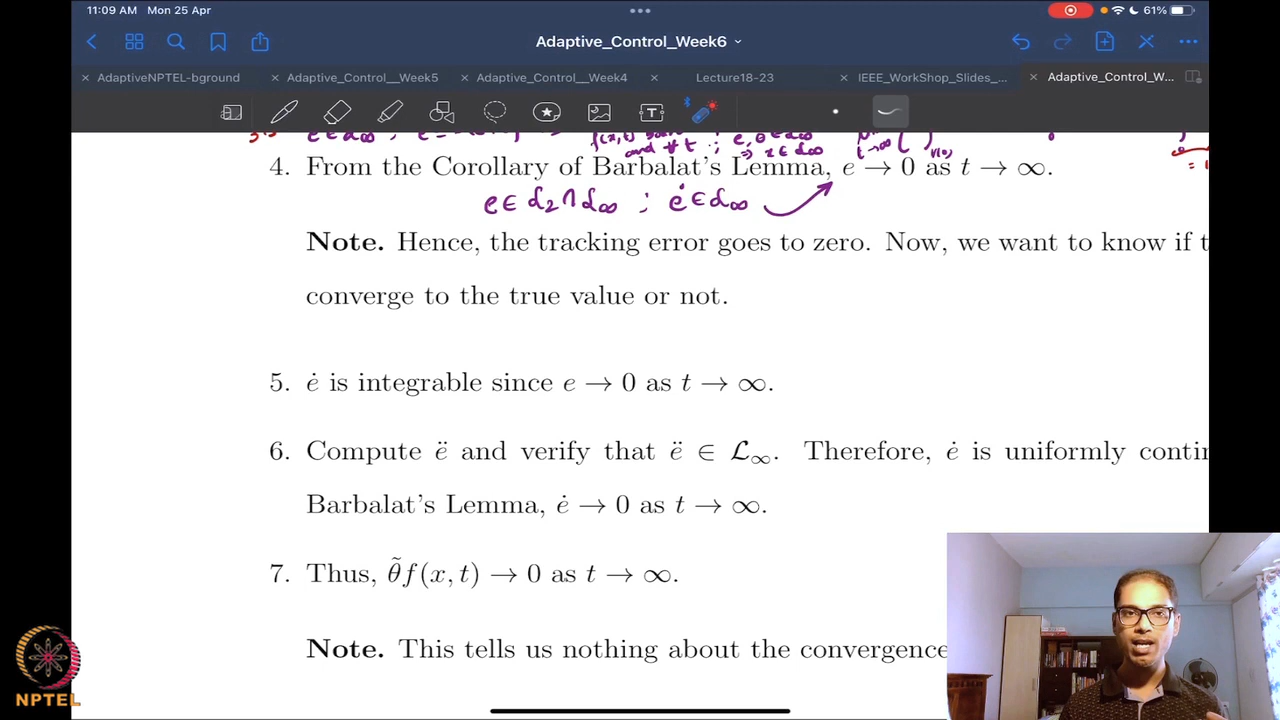 11:09 AM Mon 25 Apr
61%
Adaptive_Control_Week6
AdaptiveNPTEL-bground
Adaptive_Control__Week5
Adaptive_Control__Week4
Lecture18-23
IEEE_WorkShop_Slides_...
Adaptive_Control_W...
4. From the Corollary of Barbalat's Lemma, e → 0 as t → ∞.
e ∈ L₂ ∩ L∞ ; ė ∈ L∞
Note. Hence, the tracking error goes to zero. Now, we want to know if t
converge to the true value or not.
5. ė is integrable since e → 0 as t → ∞.
6. Compute ë and verify that ë ∈ 𝓛∞. Therefore, ė is uniformly contin
Barbalat's Lemma, ė → 0 as t → ∞.
7. Thus, θ̃f(x, t) → 0 as t → ∞.
Note. This tells us nothing about the convergence
NPTEL